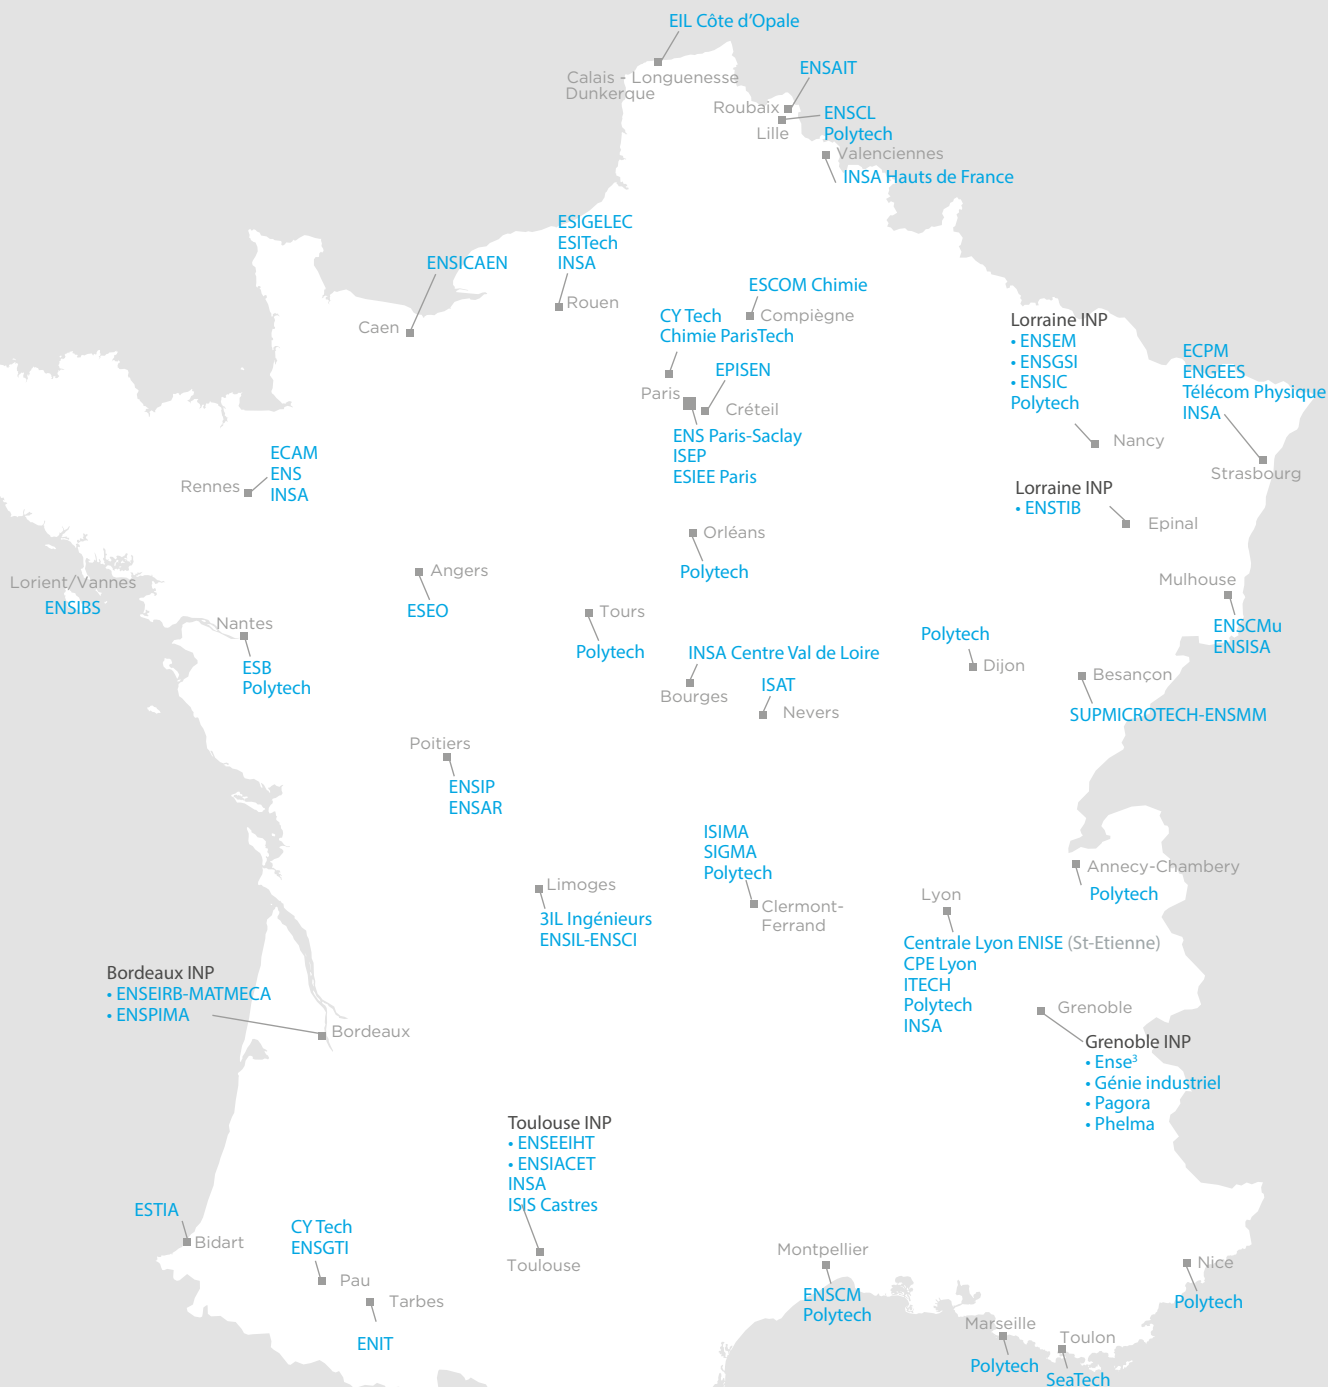 EIL Côte d'Opale
Calais - Longuenesse
Dunkerque
ENSAIT
Roubaix
Lille
ENSCL
Polytech
Valenciennes
INSA Hauts de France
ESIGELEC
ESITech
INSA
Rouen
ENSICAEN
Caen
ESCOM Chimie
Compiègne
CY Tech
Chimie ParisTech
EPISEN
Paris
Créteil
ENS Paris-Saclay
ISEP
ESIEE Paris
Lorraine INP
• ENSEM
• ENSGSI
• ENSIC
Polytech
Nancy
ECPM
ENGEES
Télécom Physique
INSA
Strasbourg
ECAM
ENS
INSA
Rennes
Lorraine INP
• ENSTIB
Epinal
Orléans
Polytech
Lorient/Vannes
ENSIBS
Angers
ESEO
Mulhouse
ENSCMu
ENSISA
Nantes
ESB
Polytech
Tours
Polytech
INSA Centre Val de Loire
Bourges
ISAT
Nevers
Polytech
Dijon
Besançon
SUPMICROTECH-ENSMM
Poitiers
ENSIP
ENSAR
ISIMA
SIGMA
Polytech
Clermont-
Ferrand
Limoges
3IL Ingénieurs
ENSIL-ENSCI
Annecy-Chambery
Polytech
Lyon
Centrale Lyon ENISE (St-Etienne)
CPE Lyon
ITECH
Polytech
INSA
Bordeaux INP
• ENSEIRB-MATMECA
• ENSPIMA
Bordeaux
Grenoble
Grenoble INP
• Ense³
• Génie industriel
• Pagora
• Phelma
Toulouse INP
• ENSEEIHT
• ENSIACET
INSA
ISIS Castres
Toulouse
ESTIA
Bidart
CY Tech
ENSGTI
Pau
Tarbes
ENIT
Montpellier
ENSCM
Polytech
Nice
Polytech
Marseille
Polytech
Toulon
SeaTech